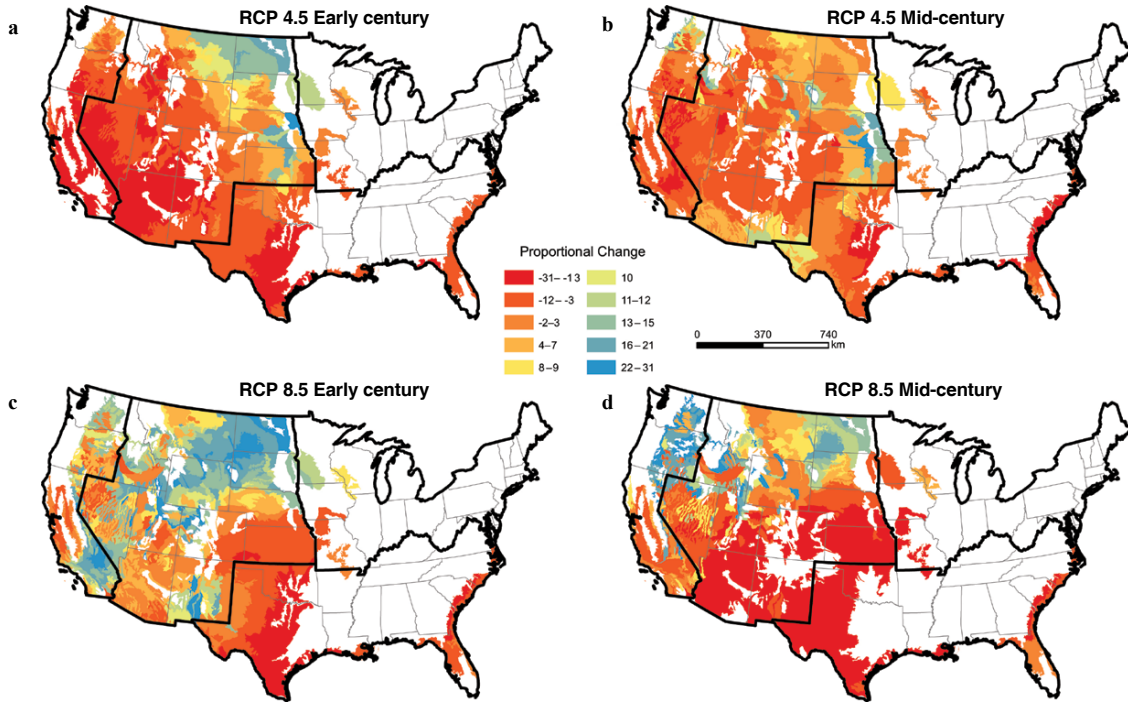 a
RCP 4.5 Early century
b
RCP 4.5 Mid-century
Proportional Change
-31– -13
-12– -3
-2–3
4–7
8–9
10
11–12
13–15
16–21
22–31
0 370 740
km
c
RCP 8.5 Early century
d
RCP 8.5 Mid-century